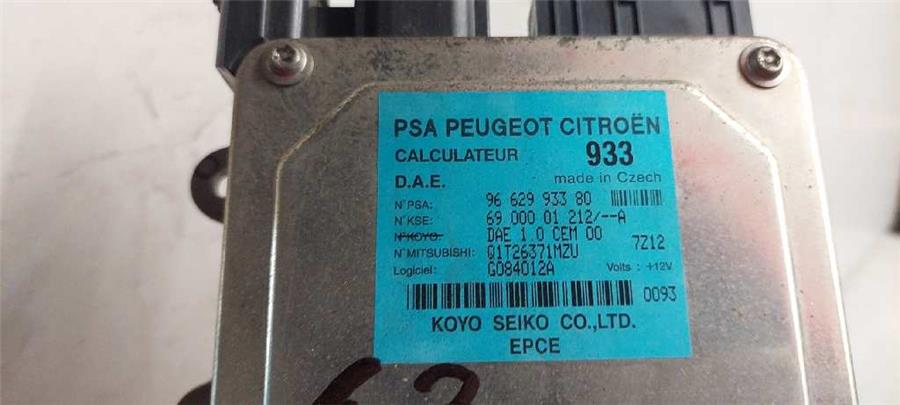 PSA PEUGEOT CITROËN
CALCULATEUR 933
D.A.E. made in Czech
N°PSA: 96 629 933 80
N°KSE: 69 000 01 212/--A
N°KOYO: DAE 1.0 CEM 00 7Z12
N°MITSUBISHI: Q1T26371MZU
Logiciel: G084012A Volts : +12V
0093
KOYO SEIKO CO.,LTD.
EPCE